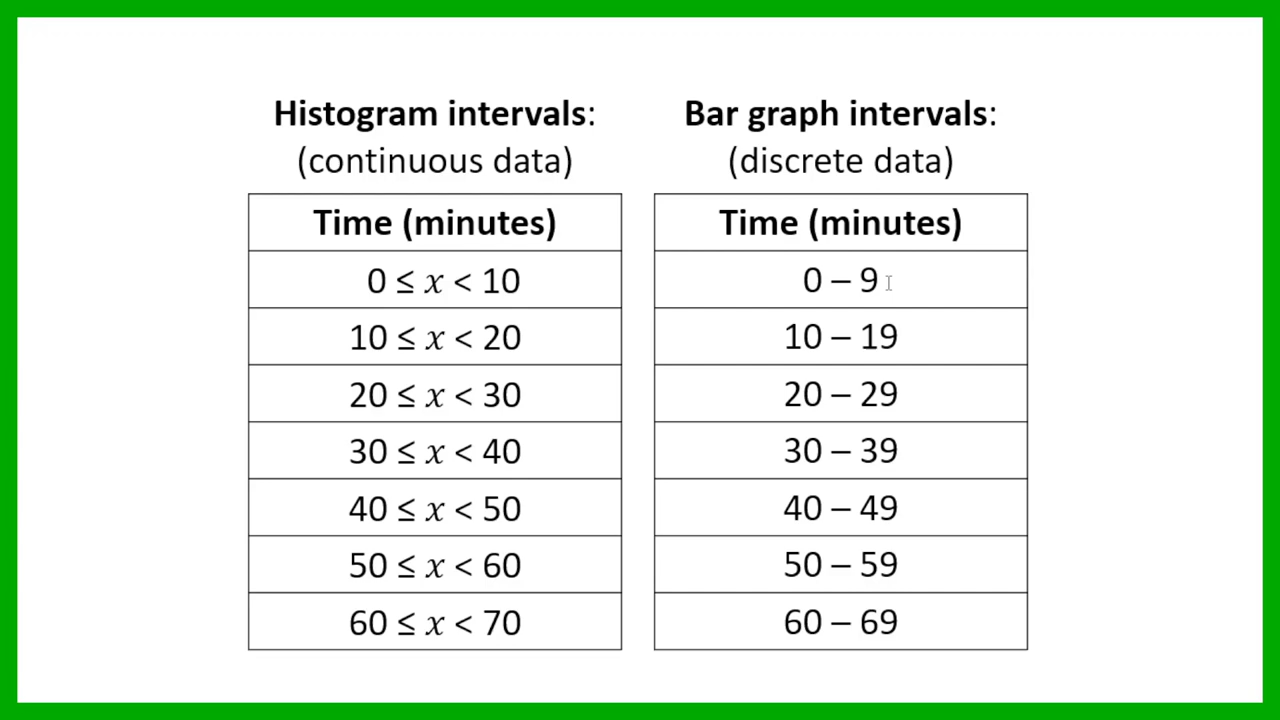 Histogram intervals:
(continuous data)
Time (minutes)
0 ≤ x < 10
10 ≤ x < 20
20 ≤ x < 30
30 ≤ x < 40
40 ≤ x < 50
50 ≤ x < 60
60 ≤ x < 70
Bar graph intervals:
(discrete data)
Time (minutes)
0 – 9
10 – 19
20 – 29
30 – 39
40 – 49
50 – 59
60 – 69